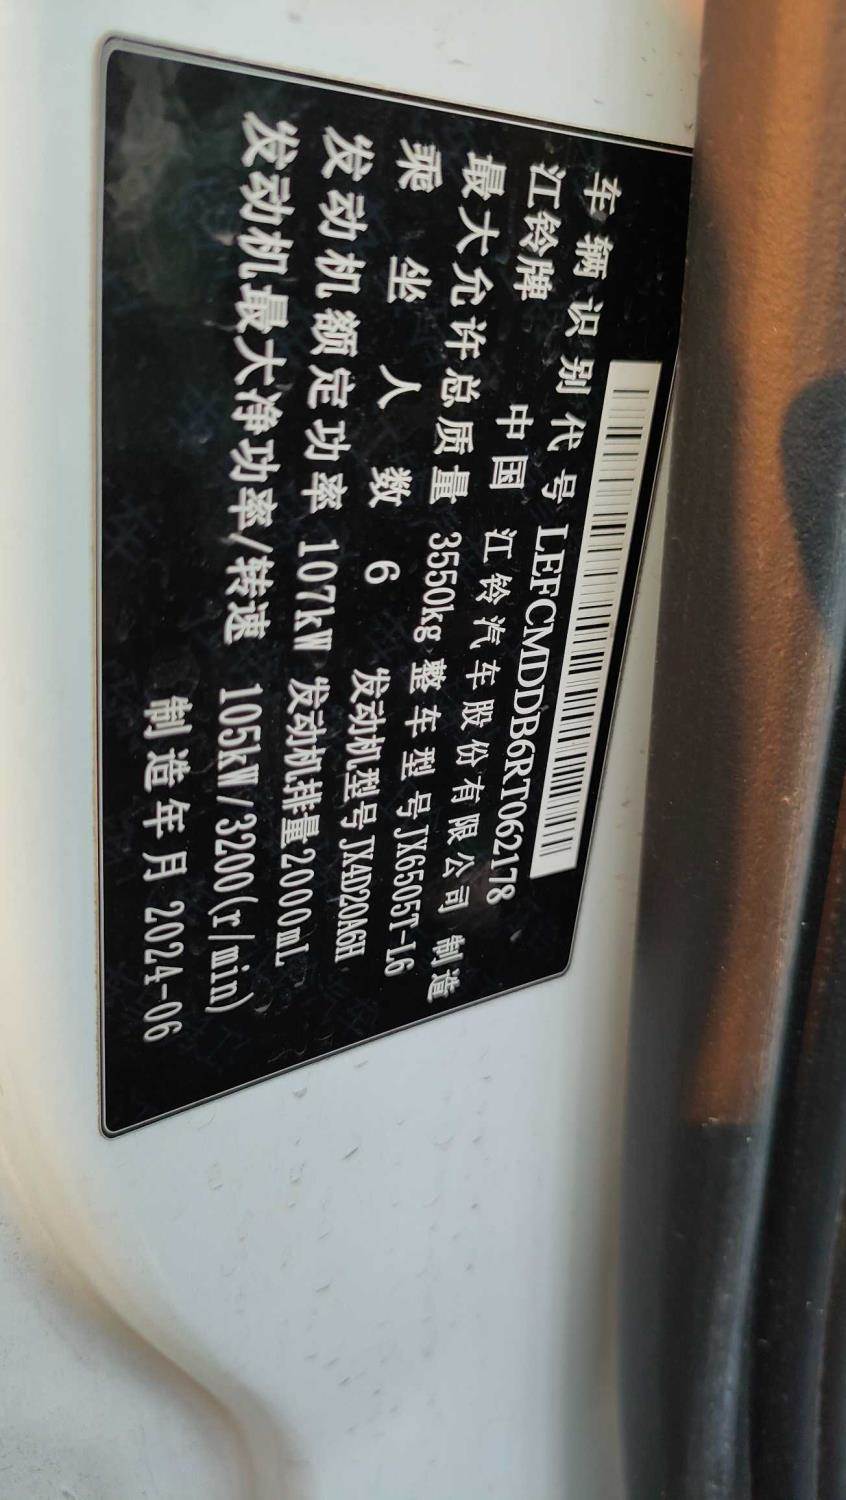 车辆识别代号 LEFCMDDB6RT062178
江铃牌 中国 江铃汽车股份有限公司 制造
最大允许总质量 3550kg 整车型号 JX6505T-L6
乘坐人数 6 发动机型号 JX4D20A6H
发动机额定功率 107kW 发动机排量 2000mL
发动机最大净功率/转速 105kW/3200(r/min)
制造年月 2024-06